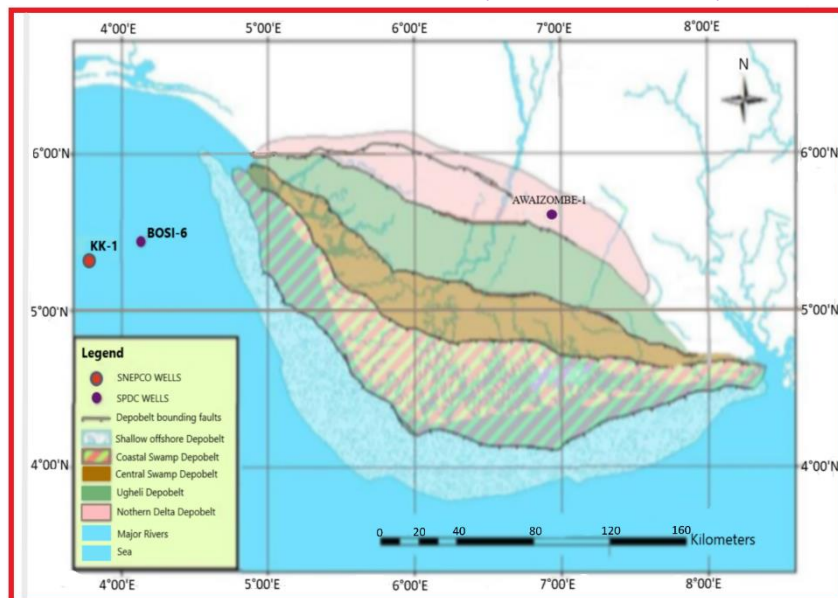 4°00'E 5°00'E 6°00'E 7°00'E 8°00'E
N
6°00'N 6°00'N
AWAIZOMBE-1
BOSI-6
KK-1
5°00'N 5°00'N
Legend
SNEPCO WELLS
SPDC WELLS
Depobelt bounding faults
Shallow offshore Depobelt
Coastal Swamp Depobelt
Central Swamp Depobelt
Ugheli Depobelt
Nothern Delta Depobelt
Major Rivers
Sea
4°00'N 4°00'N
0 20 40 80 120 160
Kilometers
4°00'E 5°00'E 6°00'E 7°00'E 8°00'E